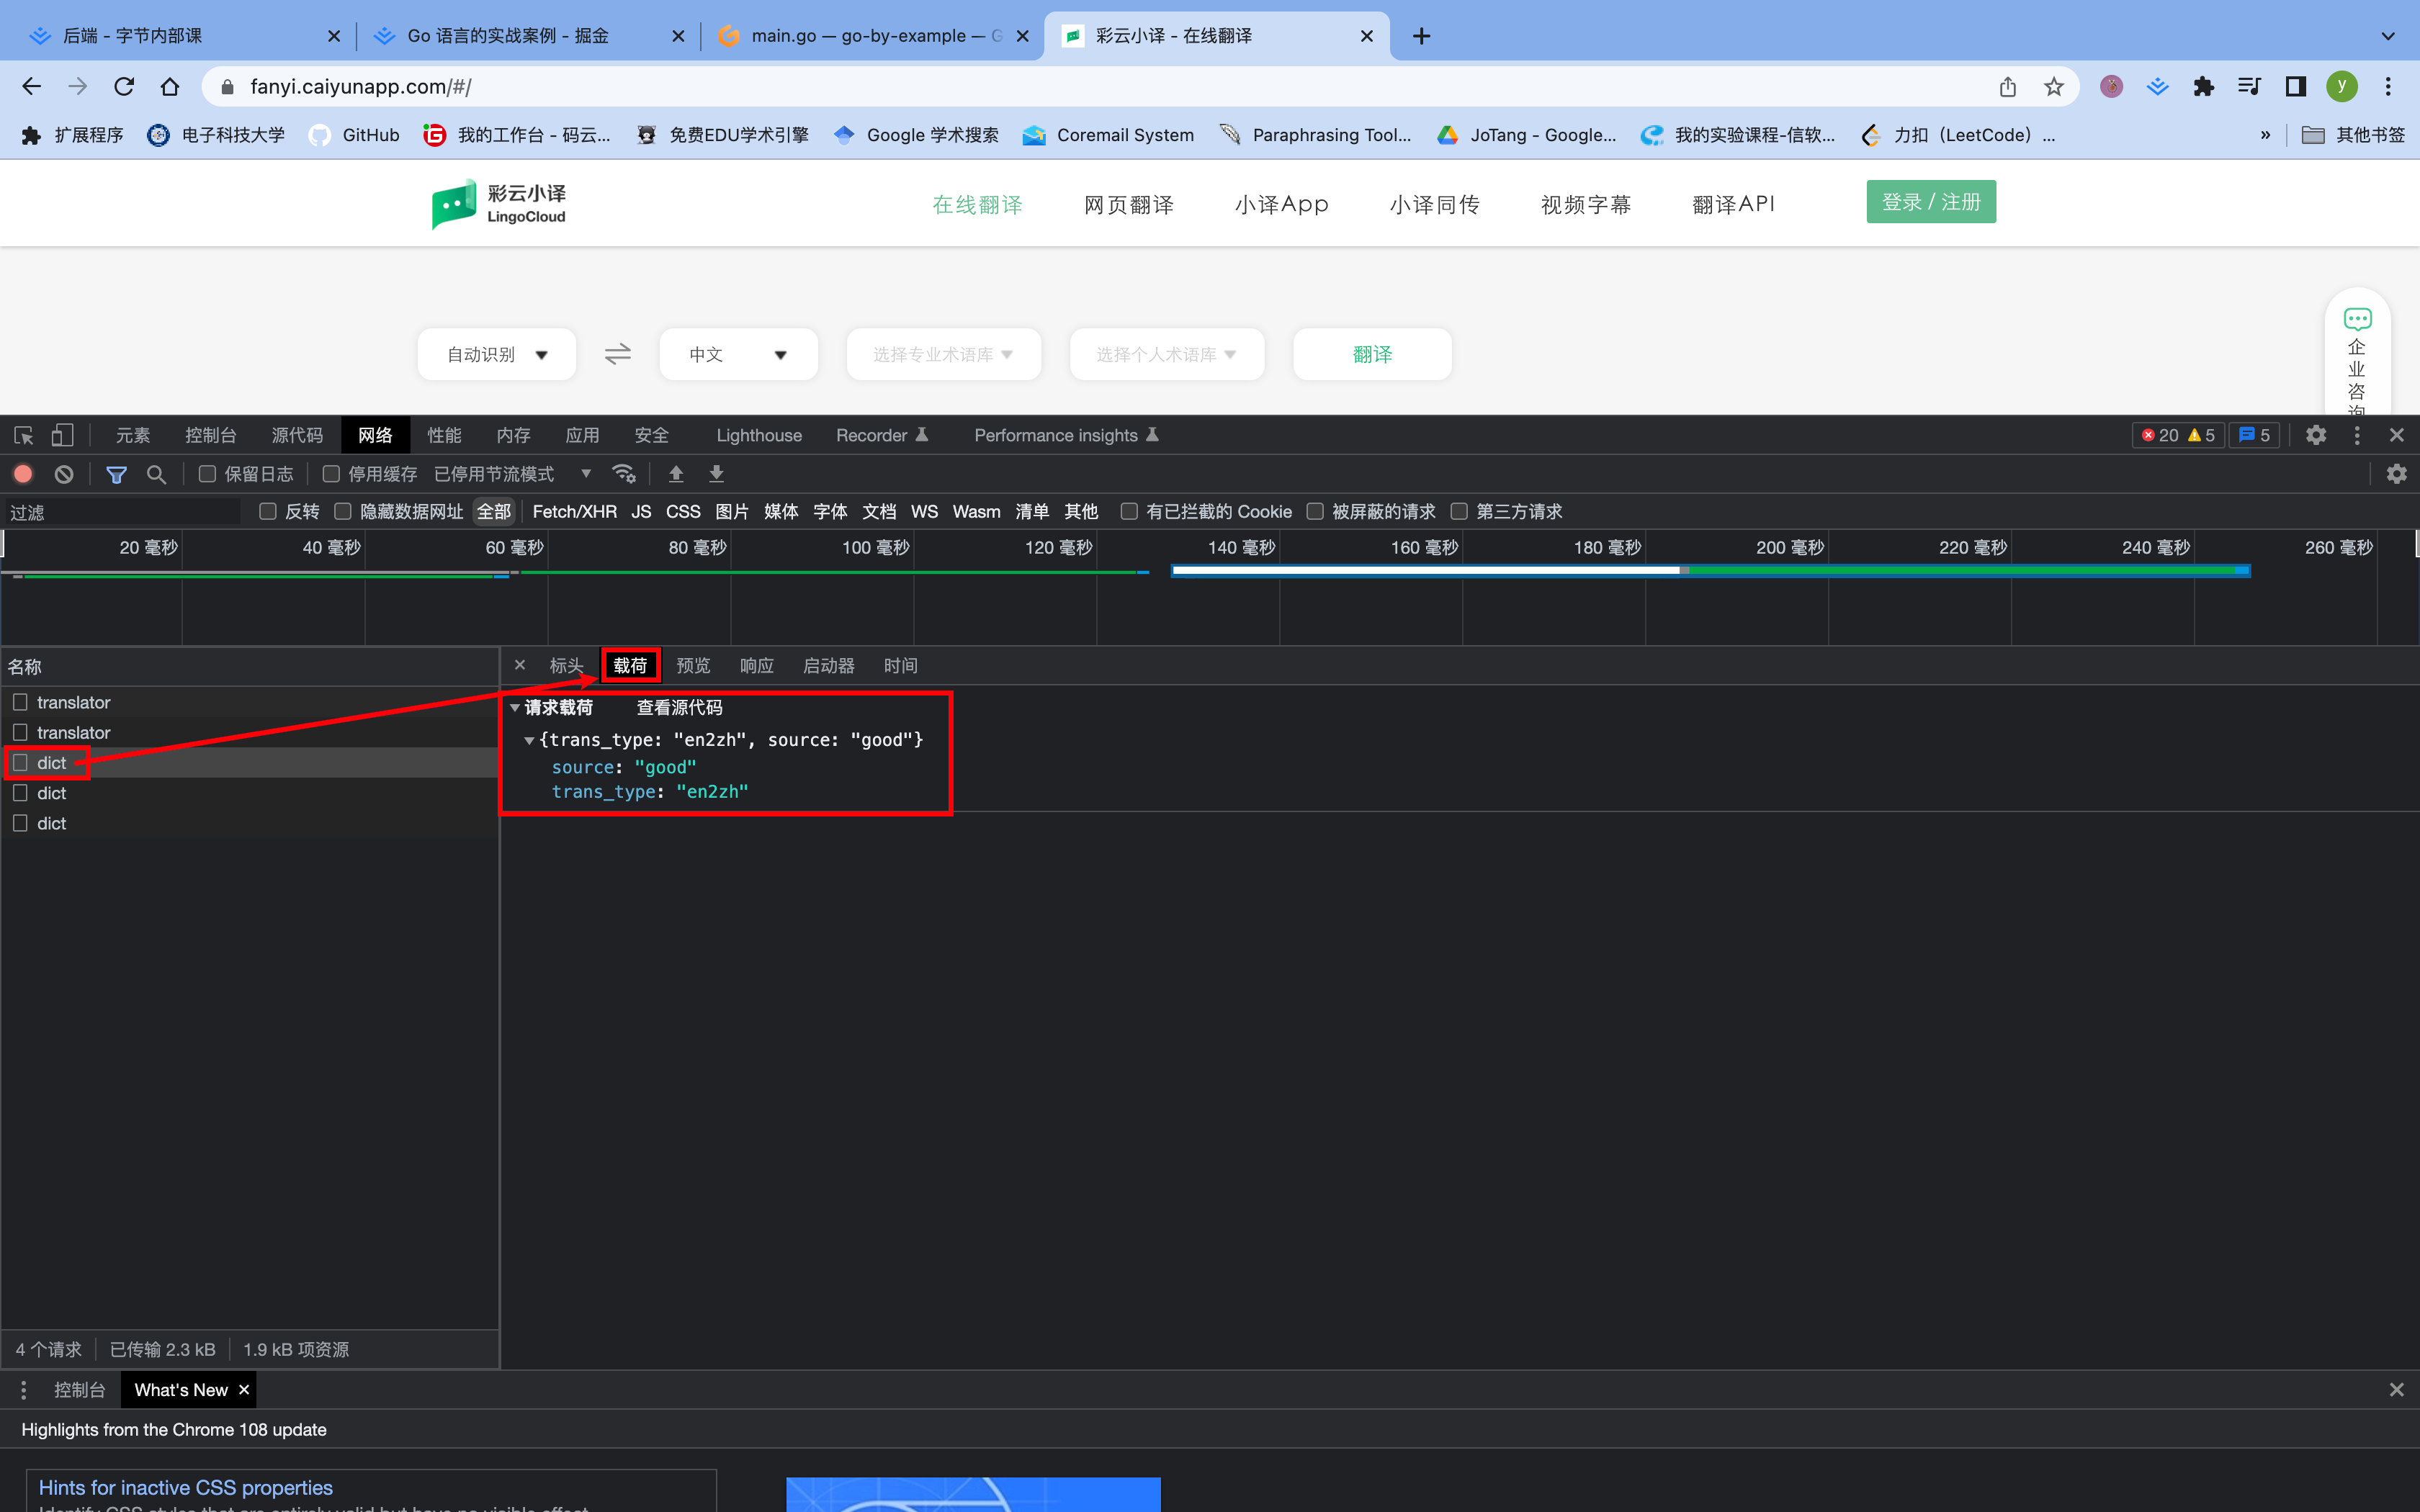 后端 - 字节内部课
Go 语言的实战案例 - 掘金
main.go — go-by-example — G
彩云小译 - 在线翻译
fanyi.caiyunapp.com/#/
y
扩展程序
电子科技大学
GitHub
我的工作台 - 码云...
免费EDU学术引擎
Google 学术搜索
Coremail System
Paraphrasing Tool...
JoTang - Google...
我的实验课程-信软...
力扣（LeetCode）...
»
其他书签
彩云小译
LingoCloud
在线翻译
网页翻译
小译App
小译同传
视频字幕
翻译API
登录 / 注册
自动识别
中文
选择专业术语库
选择个人术语库
翻译
企
业
咨
询
元素
控制台
源代码
网络
性能
内存
应用
安全
Lighthouse
Recorder
Performance insights
20
5
5
保留日志
停用缓存
已停用节流模式
过滤
反转
隐藏数据网址
全部
Fetch/XHR
JS
CSS
图片
媒体
字体
文档
WS
Wasm
清单
其他
有已拦截的 Cookie
被屏蔽的请求
第三方请求
20 毫秒
40 毫秒
60 毫秒
80 毫秒
100 毫秒
120 毫秒
140 毫秒
160 毫秒
180 毫秒
200 毫秒
220 毫秒
240 毫秒
260 毫秒
名称
translator
translator
dict
dict
dict
标头
载荷
预览
响应
启动器
时间
请求载荷
查看源代码
{trans_type: "en2zh", source: "good"}
source: "good"
trans_type: "en2zh"
4 个请求
已传输 2.3 kB
1.9 kB 项资源
控制台
What's New
Highlights from the Chrome 108 update
Hints for inactive CSS properties
Identify CSS styles that are entirely valid but have no visible effect